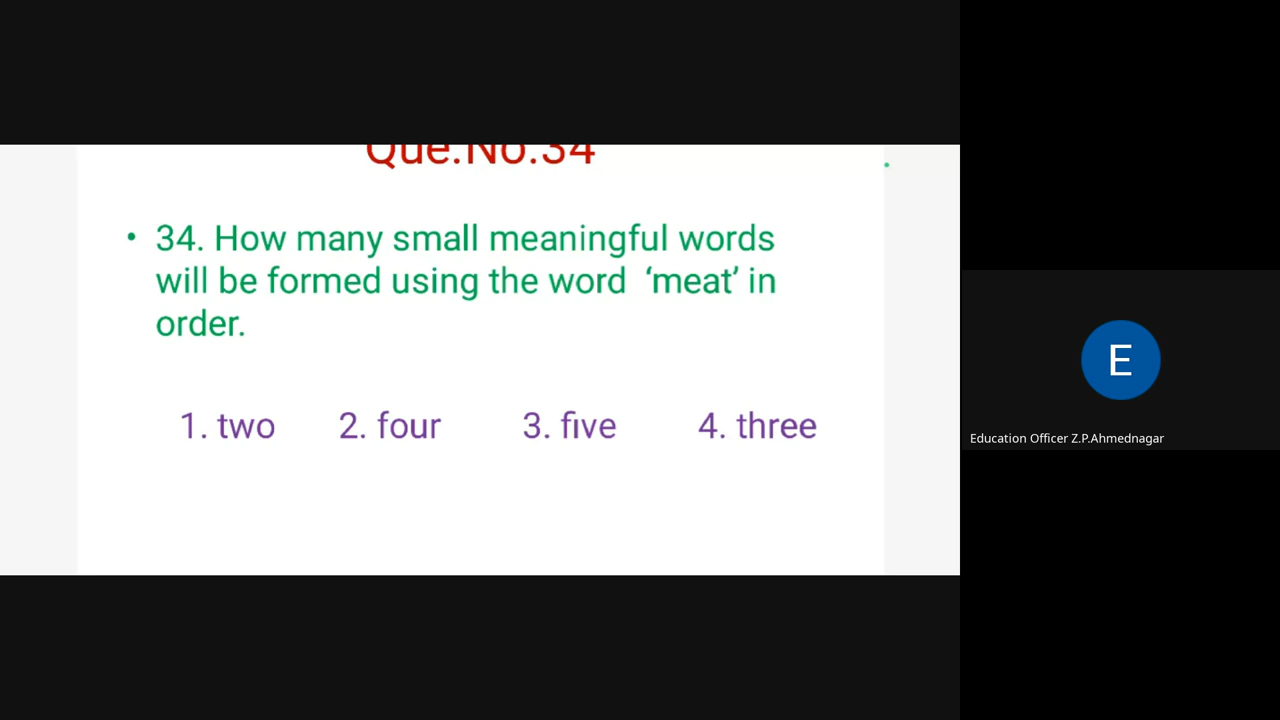 Que.No.34
• 34. How many small meaningful words
will be formed using the word ‘meat’ in
order.
1. two 2. four 3. five 4. three
E
Education Officer Z.P.Ahmednagar